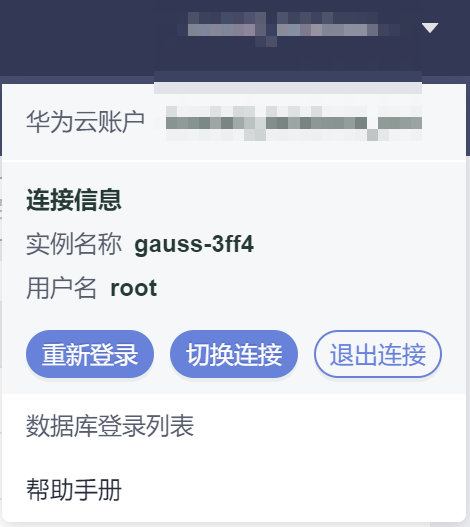 华为云账户
连接信息
实例名称 gauss-3ff4
用户名 root
重新登录 切换连接 退出连接
数据库登录列表
帮助手册